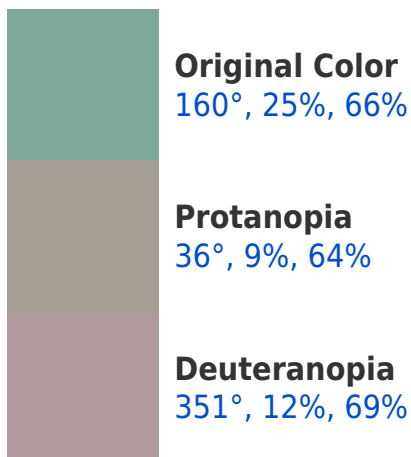 Original Color
160°, 25%, 66%
Protanopia
36°, 9%, 64%
Deuteranopia
351°, 12%, 69%